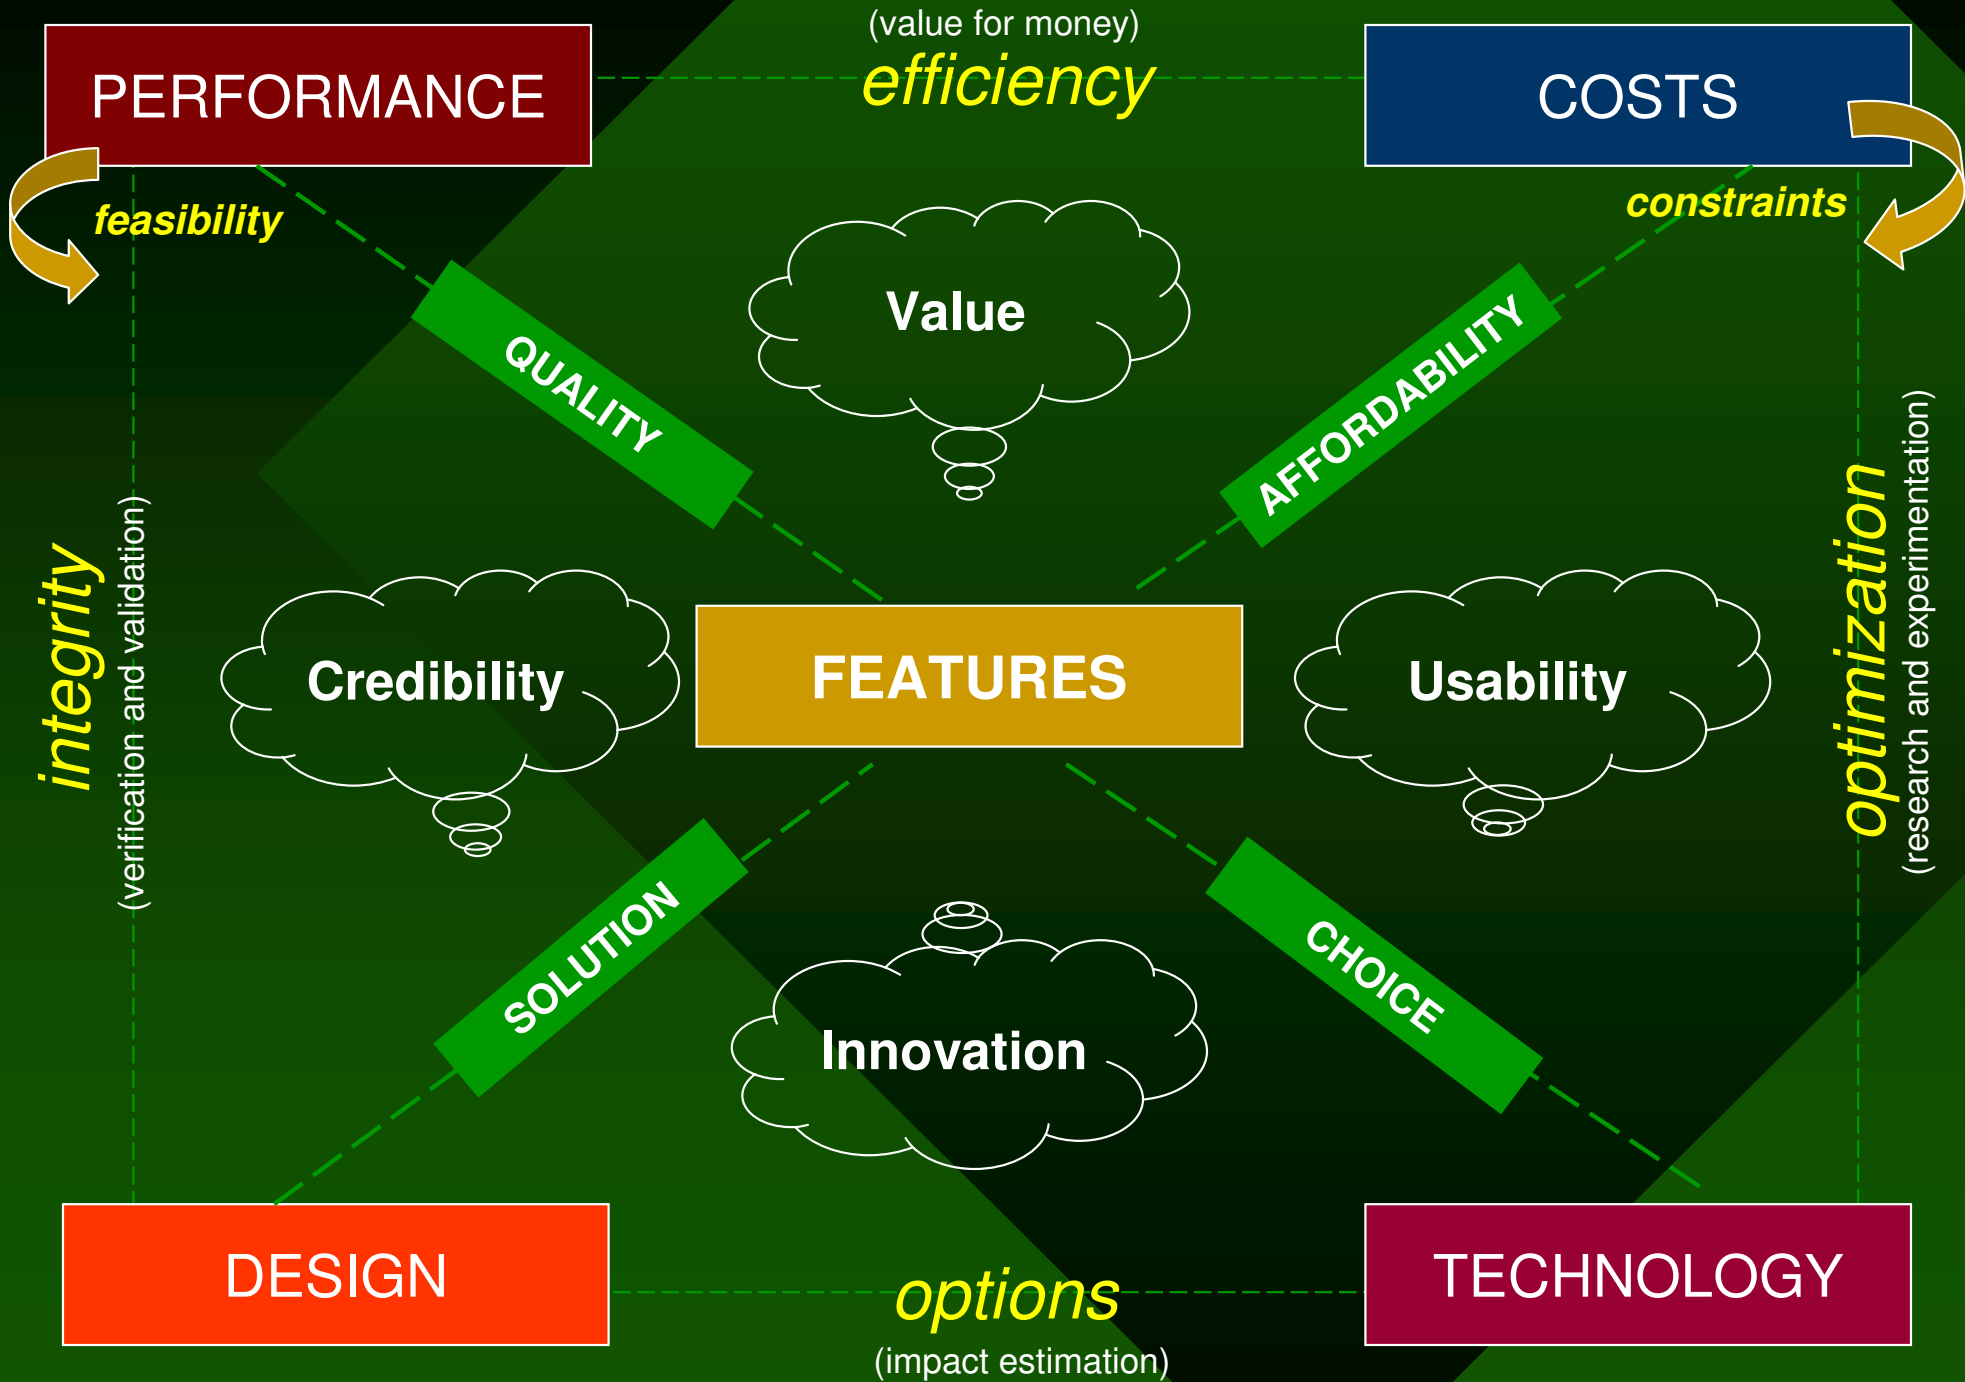 (value for money)
efficiency
PERFORMANCE
COSTS
feasibility
constraints
Value
QUALITY
AFFORDABILITY
integrity
(verification and validation)
optimization
(research and experimentation)
Credibility
FEATURES
Usability
SOLUTION
CHOICE
Innovation
DESIGN
TECHNOLOGY
options
(impact estimation)